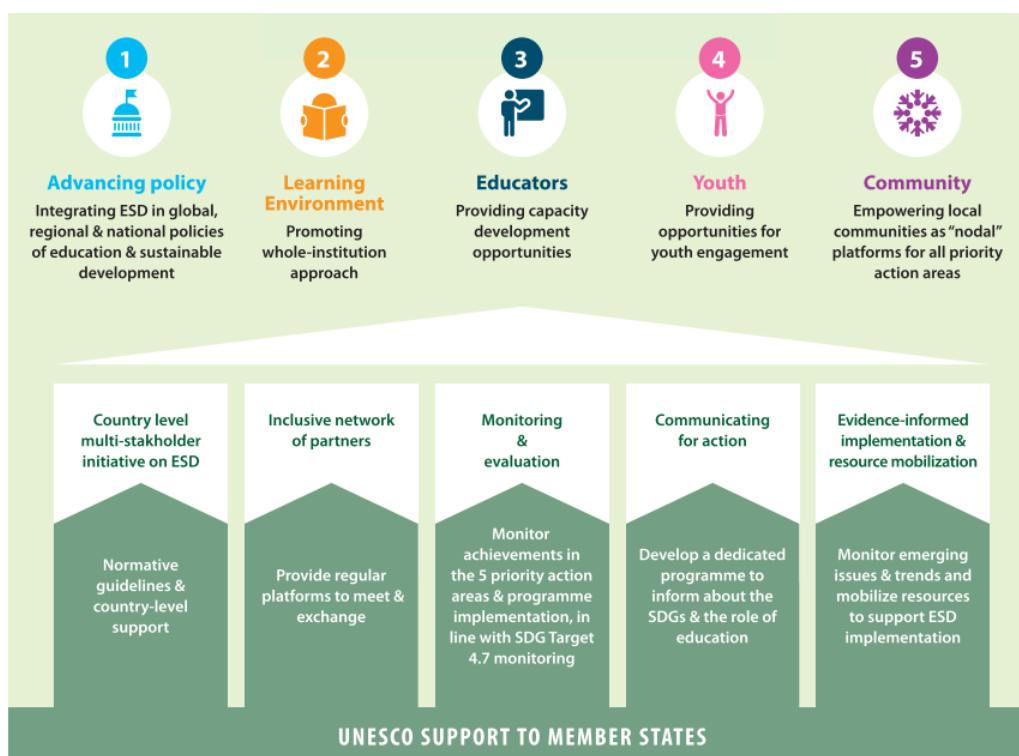 1
Advancing policy
Integrating ESD in global,
regional & national policies
of education & sustainable
development
2
Learning
Environment
Promoting
whole-institution
approach
3
Educators
Providing capacity
development
opportunities
4
Youth
Providing
opportunities for
youth engagement
5
Community
Empowering local
communities as “nodal”
platforms for all priority
action areas
Country level
multi-stakholder
initiative on ESD
Normative
guidelines &
country-level
support
Inclusive network
of partners
Provide regular
platforms to meet &
exchange
Monitoring
&
evaluation
Monitor
achievements in
the 5 priority action
areas & programme
implementation, in
line with SDG Target
4.7 monitoring
Communicating
for action
Develop a dedicated
programme to
inform about the
SDGs & the role of
education
Evidence-informed
implementation &
resource mobilization
Monitor emerging
issues & trends and
mobilize resources
to support ESD
implementation
UNESCO SUPPORT TO MEMBER STATES